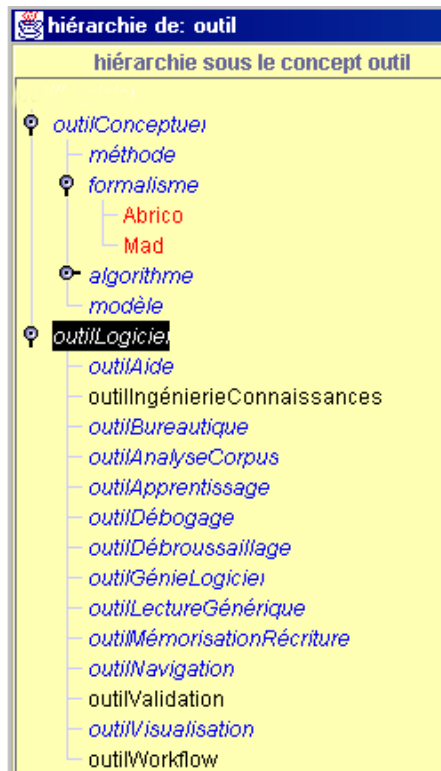 hiérarchie de: outil
hiérarchie sous le concept outil
outilConceptuel
méthode
formalisme
Abrico
Mad
algorithme
modèle
outilLogiciel
outilAide
outilIngénierieConnaissances
outilBureautique
outilAnalyseCorpus
outilApprentissage
outilDébogage
outilDébroussaillage
outilGénieLogiciel
outilLectureGénérique
outilMémorisationRécriture
outilNavigation
outilValidation
outilVisualisation
outilWorkflow